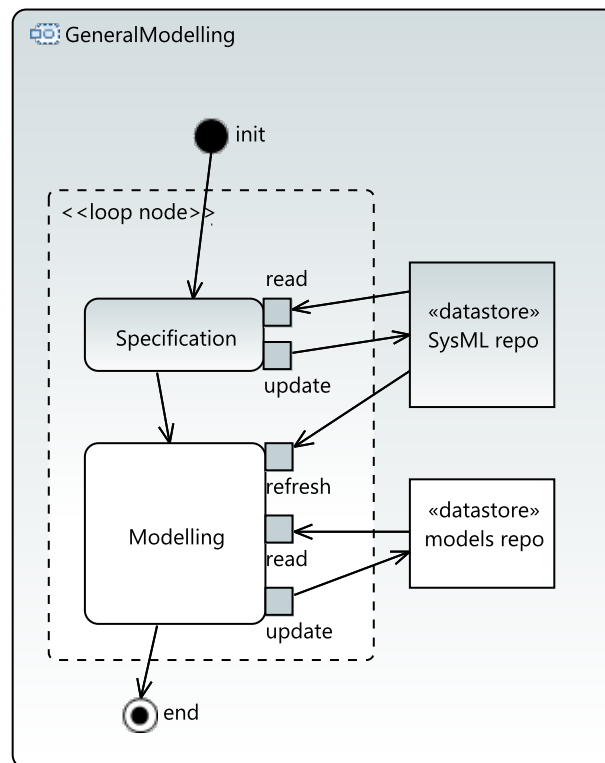 GeneralModelling
init
<<loop node>>
read
Specification
update
«datastore»
SysML repo
refresh
Modelling
read
update
«datastore»
models repo
end